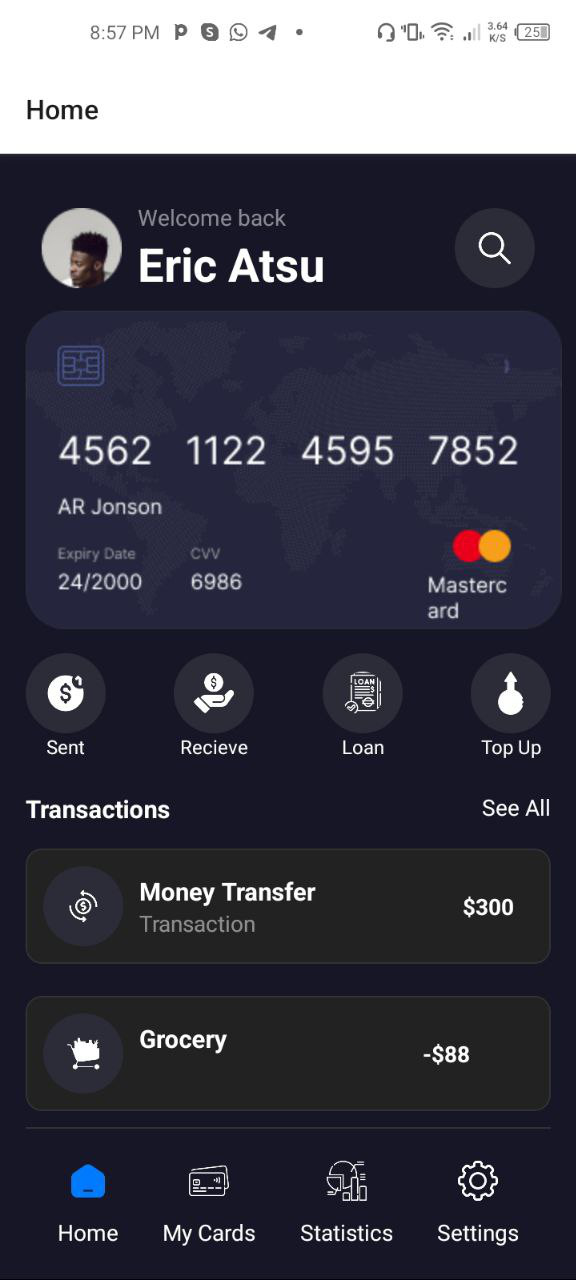 8:57 PM 3.64 K/S 25
Home
Welcome back
Eric Atsu
4562 1122 4595 7852
AR Jonson
Expiry Date CVV
24/2000 6986
Masterc
ard
LOAN
Sent Recieve Loan Top Up
Transactions See All
Money Transfer
Transaction
$300
Grocery
-$88
Home My Cards Statistics Settings